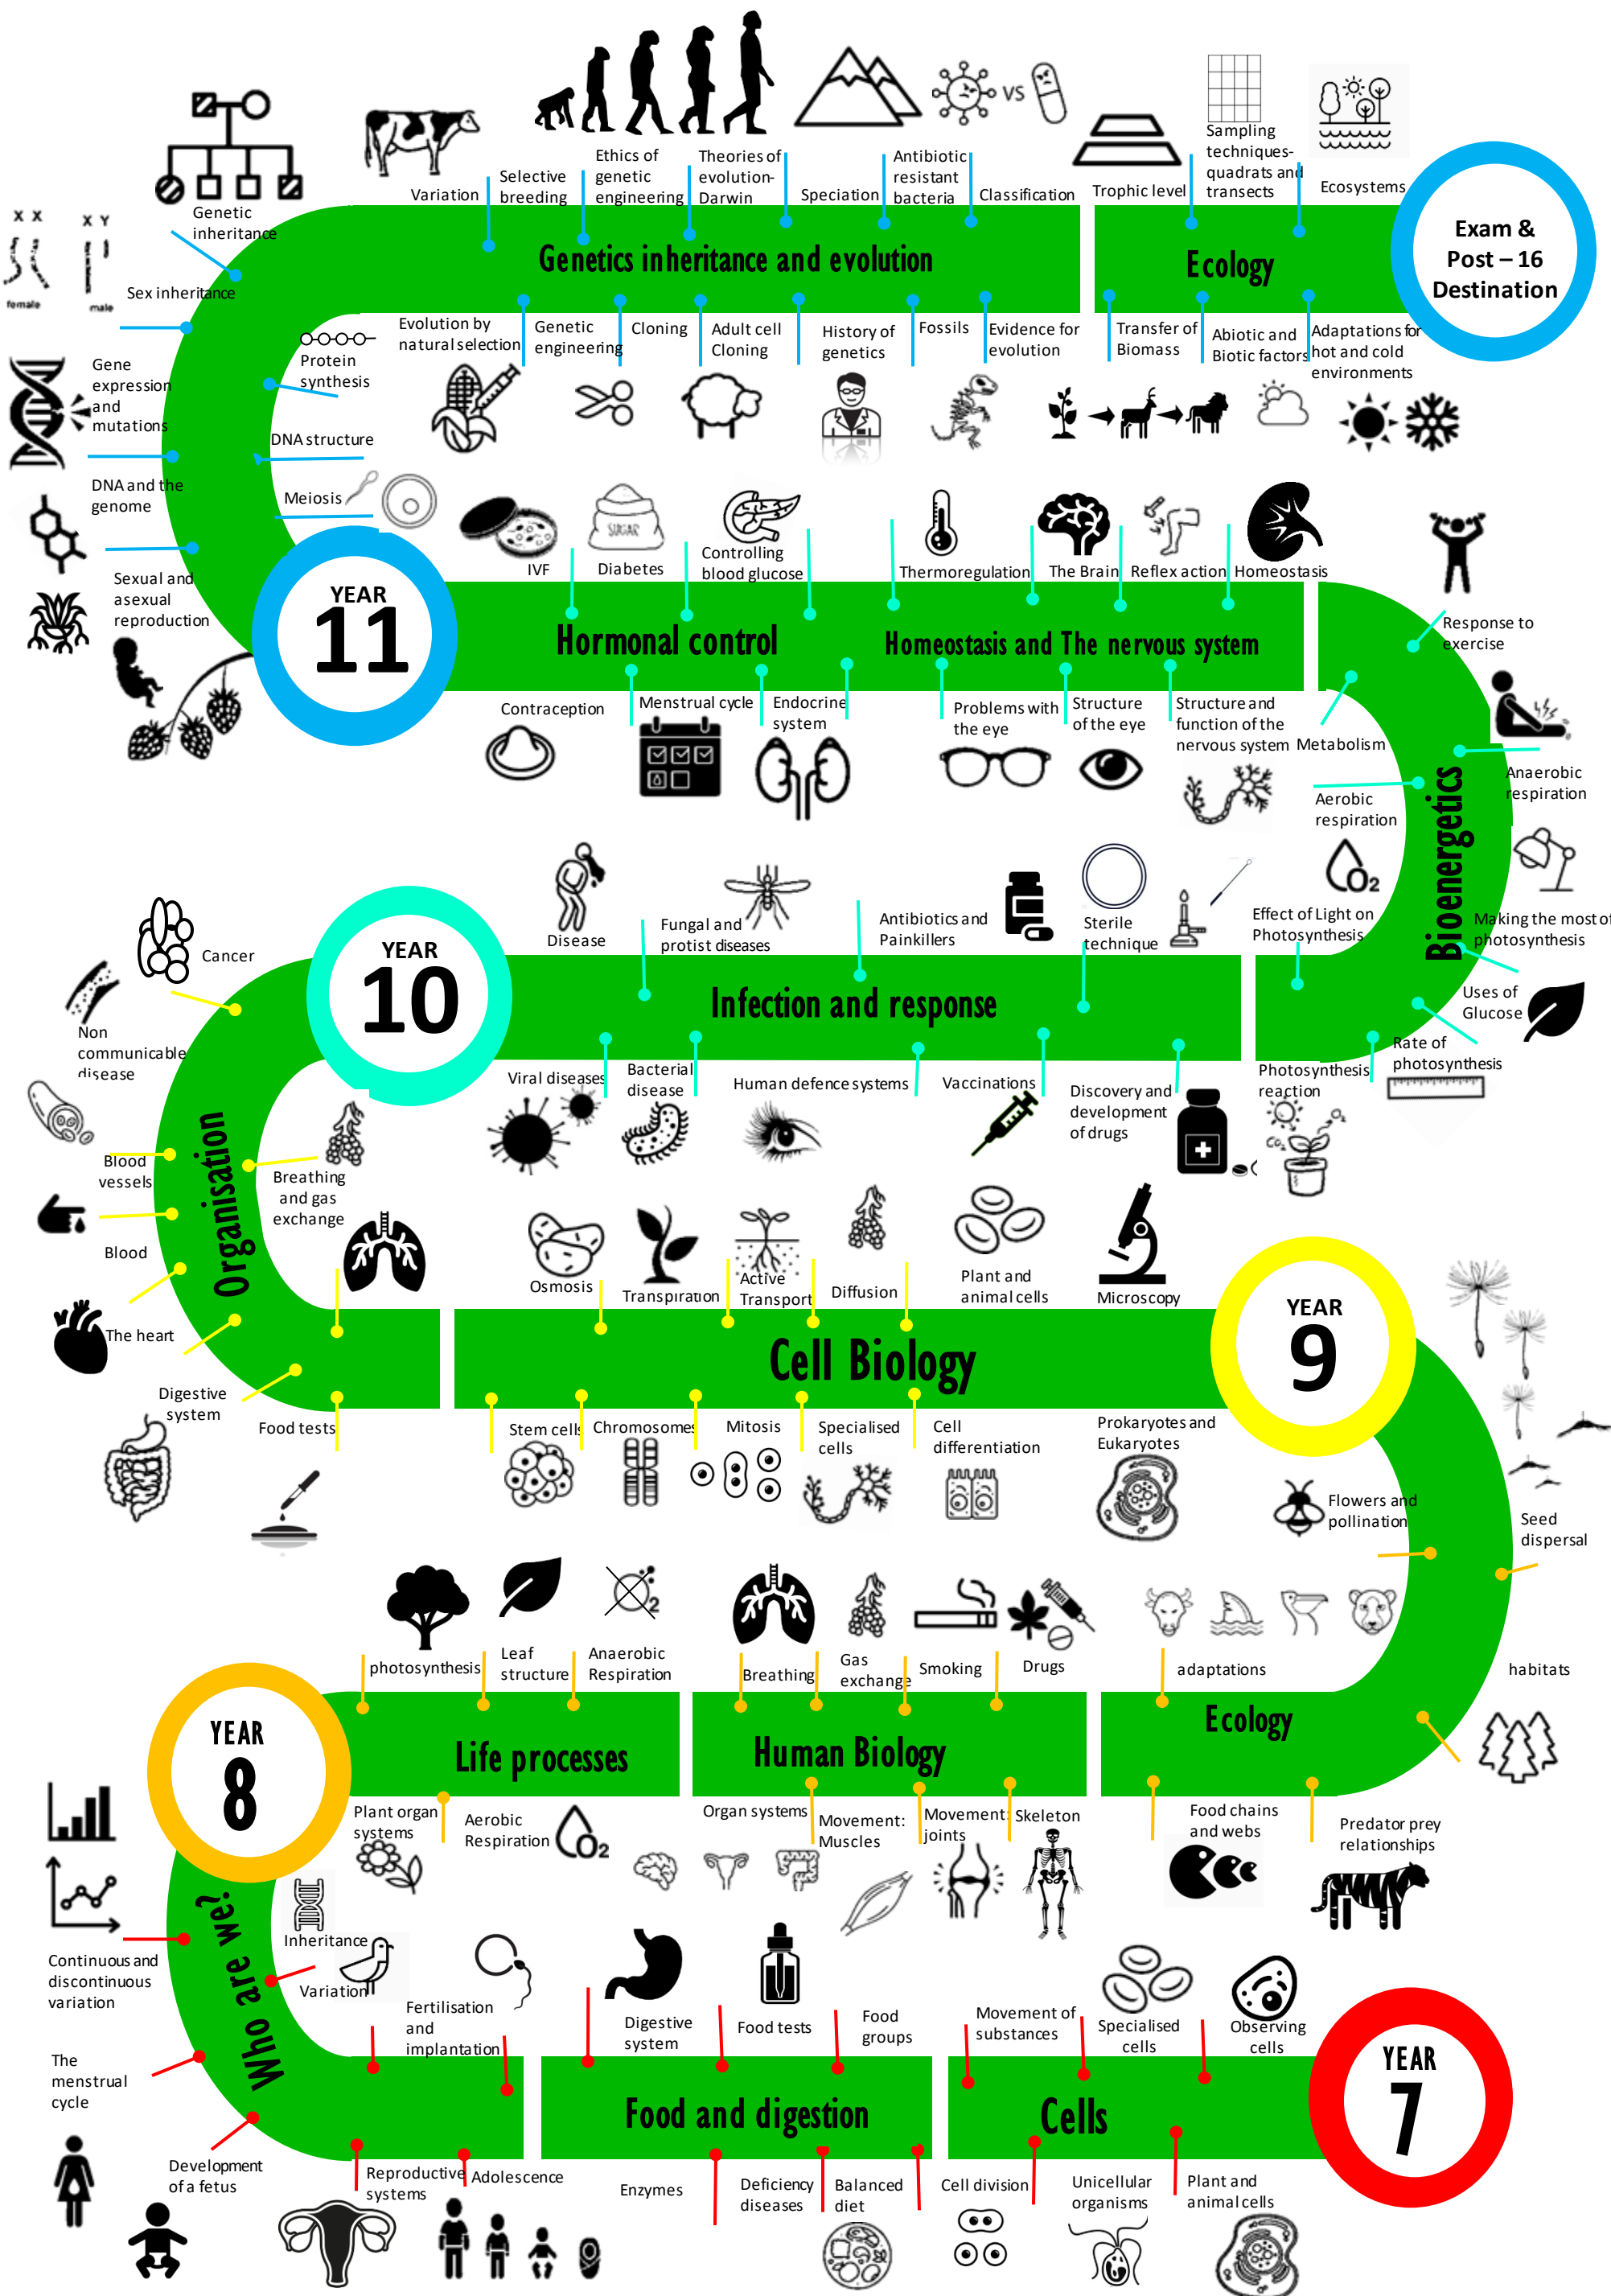 Variation
Selective
breeding
Ethics of
genetic
engineering
Theories of
evolution-
Darwin
Speciation
VS
Antibiotic
resistant
bacteria
Classification
Trophic level
Sampling
techniques-
quadrats and
transects
Ecosystems
Exam &
Post – 16
Destination
Genetics inheritance and evolution
Ecology
Genetic
inheritance
X X
X Y
female
male
Sex inheritance
Gene
expression
and
mutations
DNA and the
genome
Sexual and
asexual
reproduction
Protein
synthesis
DNA structure
Meiosis
Evolution by
natural selection
Genetic
engineering
Cloning
Adult cell
Cloning
History of
genetics
Fossils
Evidence for
evolution
Transfer of
Biomass
Abiotic and
Biotic factors
Adaptations for
hot and cold
environments
YEAR
11
IVF
SUGAR
Diabetes
Controlling
blood glucose
Thermoregulation
The Brain
Reflex action
Homeostasis
Hormonal control
Homeostasis and The nervous system
Contraception
Menstrual cycle
Endocrine
system
Problems with
the eye
Structure
of the eye
Structure and
function of the
nervous system
Metabolism
Response to
exercise
Anaerobic
respiration
Aerobic
respiration
O2
Bioenergetics
Effect of Light on
Photosynthesis
Making the most of
photosynthesis
Uses of
Glucose
Rate of
photosynthesis
Photosynthesis
reaction
CO2
O2
YEAR
10
Disease
Fungal and
protist diseases
Antibiotics and
Painkillers
Sterile
technique
Infection and response
Viral diseases
Bacterial
disease
Human defence systems
Vaccinations
Discovery and
development
of drugs
Cancer
Non
communicable
disease
Blood
vessels
Blood
The heart
Digestive
system
Food tests
Breathing
and gas
exchange
Organisation
Osmosis
Transpiration
Active
Transport
Diffusion
Plant and
animal cells
Microscopy
Cell Biology
YEAR
9
Stem cells
Chromosomes
Mitosis
Specialised
cells
Cell
differentiation
Prokaryotes and
Eukaryotes
Flowers and
pollination
Seed
dispersal
habitats
adaptations
Ecology
Food chains
and webs
Predator prey
relationships
Breathing
Gas
exchange
Smoking
Drugs
Human Biology
Organ systems
Movement:
Muscles
Movement:
joints
Skeleton
photosynthesis
Leaf
structure
O2
Anaerobic
Respiration
Life processes
YEAR
8
Plant organ
systems
Aerobic
Respiration
O2
Continuous and
discontinuous
variation
Inheritance
Variation
Who are we?
The
menstrual
cycle
Development
of a fetus
Fertilisation
and
implantation
Reproductive
systems
Adolescence
Digestive
system
Food tests
Food
groups
Food and digestion
Enzymes
Deficiency
diseases
Balanced
diet
Movement of
substances
Specialised
cells
Observing
cells
Cells
Cell division
Unicellular
organisms
Plant and
animal cells
YEAR
7